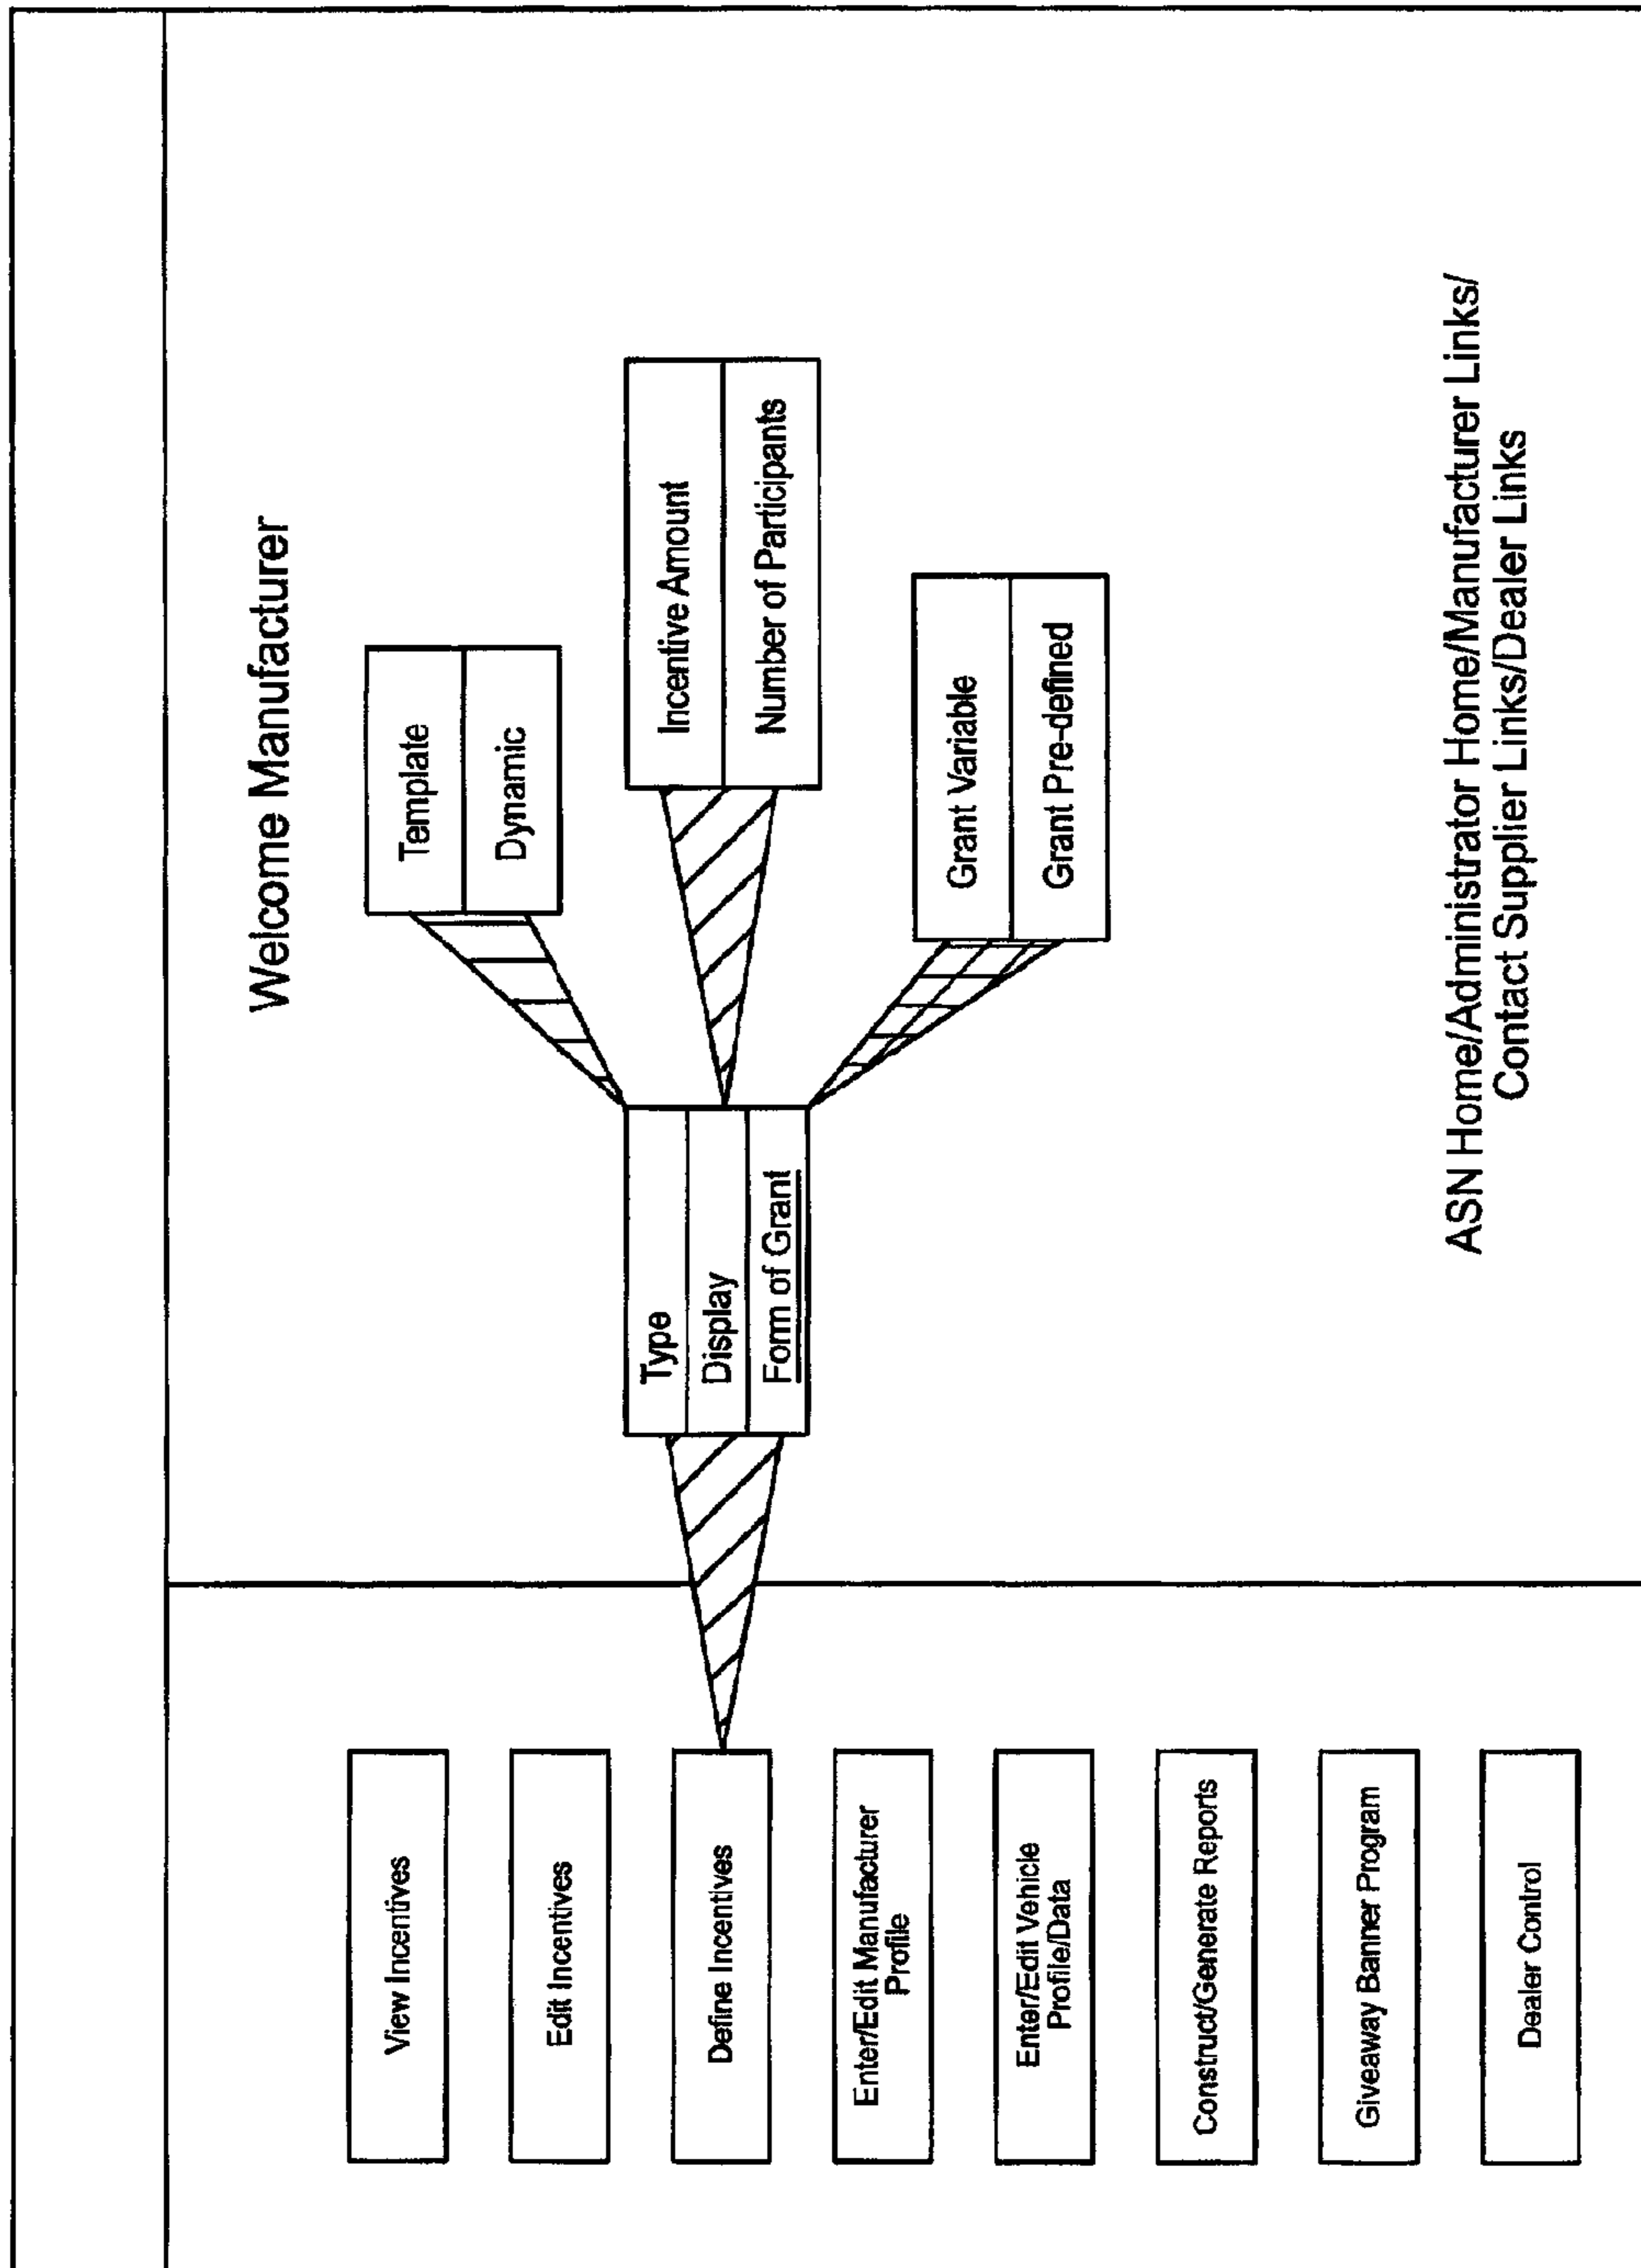 Welcome Manufacturer
View Incentives
Edit Incentives
Define Incentives
Enter/Edit Manufacturer
Profile
Enter/Edit Vehicle
Profile/Data
Construct/Generate Reports
Giveaway Banner Program
Dealer Control
Type
Display
Form of Grant
Template
Dynamic
Incentive Amount
Number of Participants
Grant Variable
Grant Pre-defined
ASN Home/Administrator Home/Manufacturer Links/
Contact Supplier Links/Dealer Links